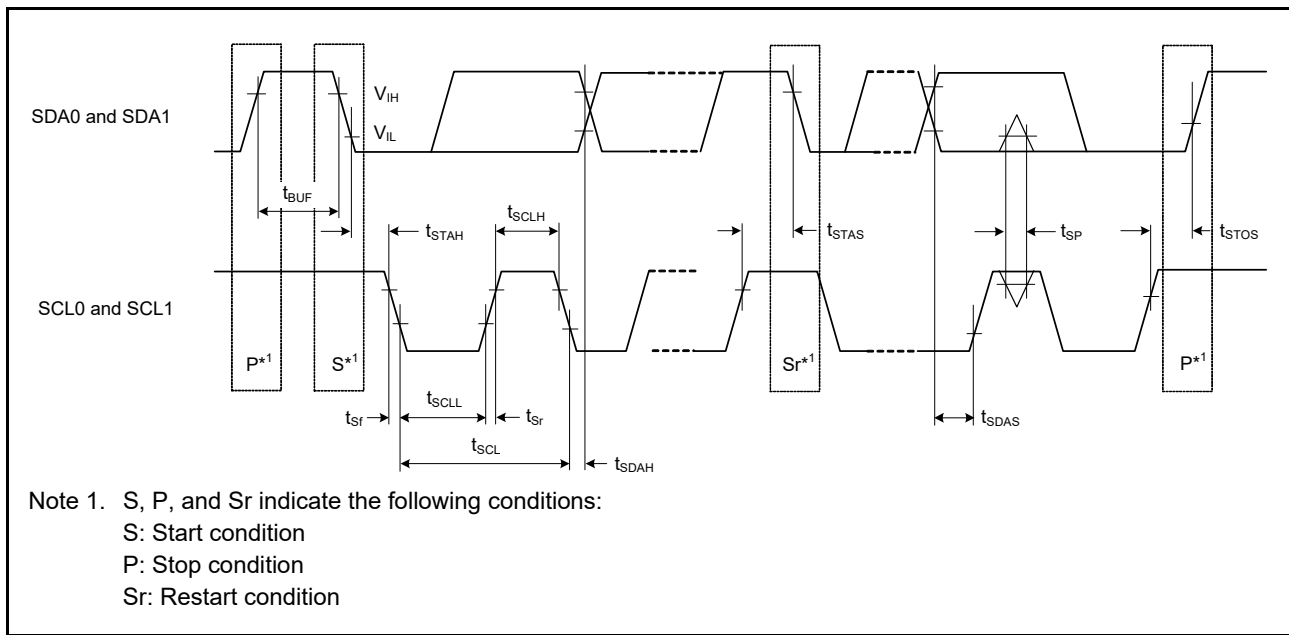 SDA0 and SDA1
VIH
VIL
tBUF
tSTAH
tSCLH
tSTAS
tSP
tSTOS
SCL0 and SCL1
P*1
S*1
Sr*1
P*1
tSf
tSCLL
tSr
tSCL
tSDAH
tSDAS
Note 1. S, P, and Sr indicate the following conditions:
S: Start condition
P: Stop condition
Sr: Restart condition